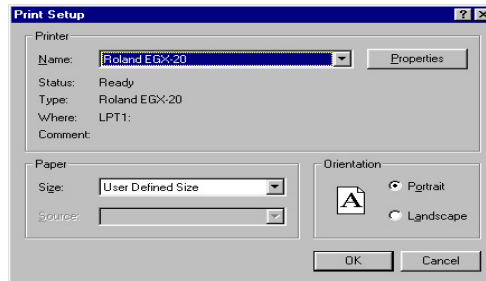 Print Setup
Printer
Name: Roland EGX-20 Properties
Status: Ready
Type: Roland EGX-20
Where: LPT1:
Comment:
Paper
Size: User Defined Size
Source:
Orientation
A
Portrait
Landscape
OK Cancel